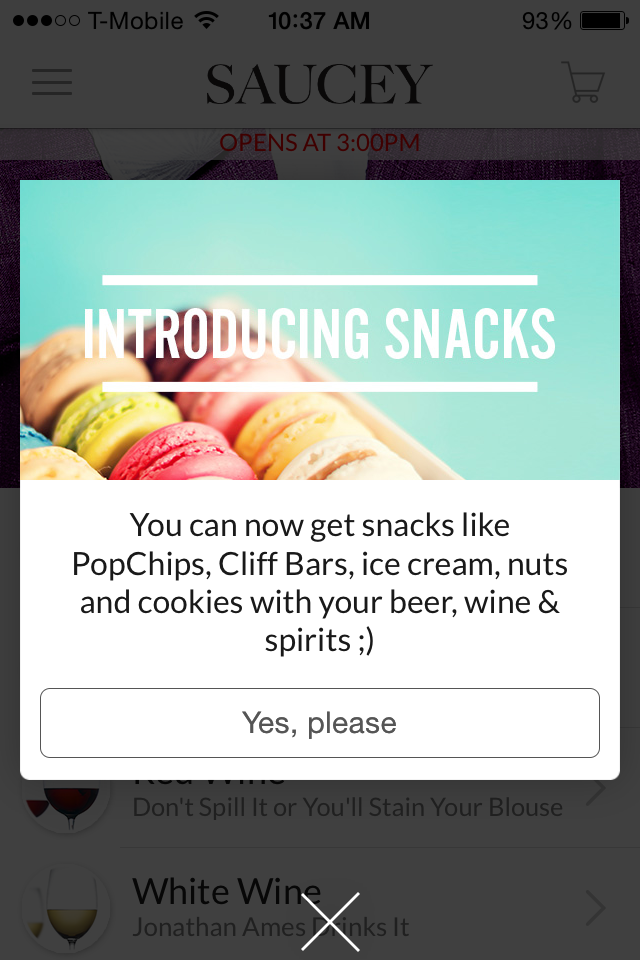 T-Mobile 10:37 AM 93%
SAUCEY
OPENS AT 3:00PM
INTRODUCING SNACKS
You can now get snacks like
PopChips, Cliff Bars, ice cream, nuts
and cookies with your beer, wine &
spirits ;)
Yes, please
Red Wine
Don't Spill It or You'll Stain Your Blouse
White Wine
Jonathan Ames Drinks It